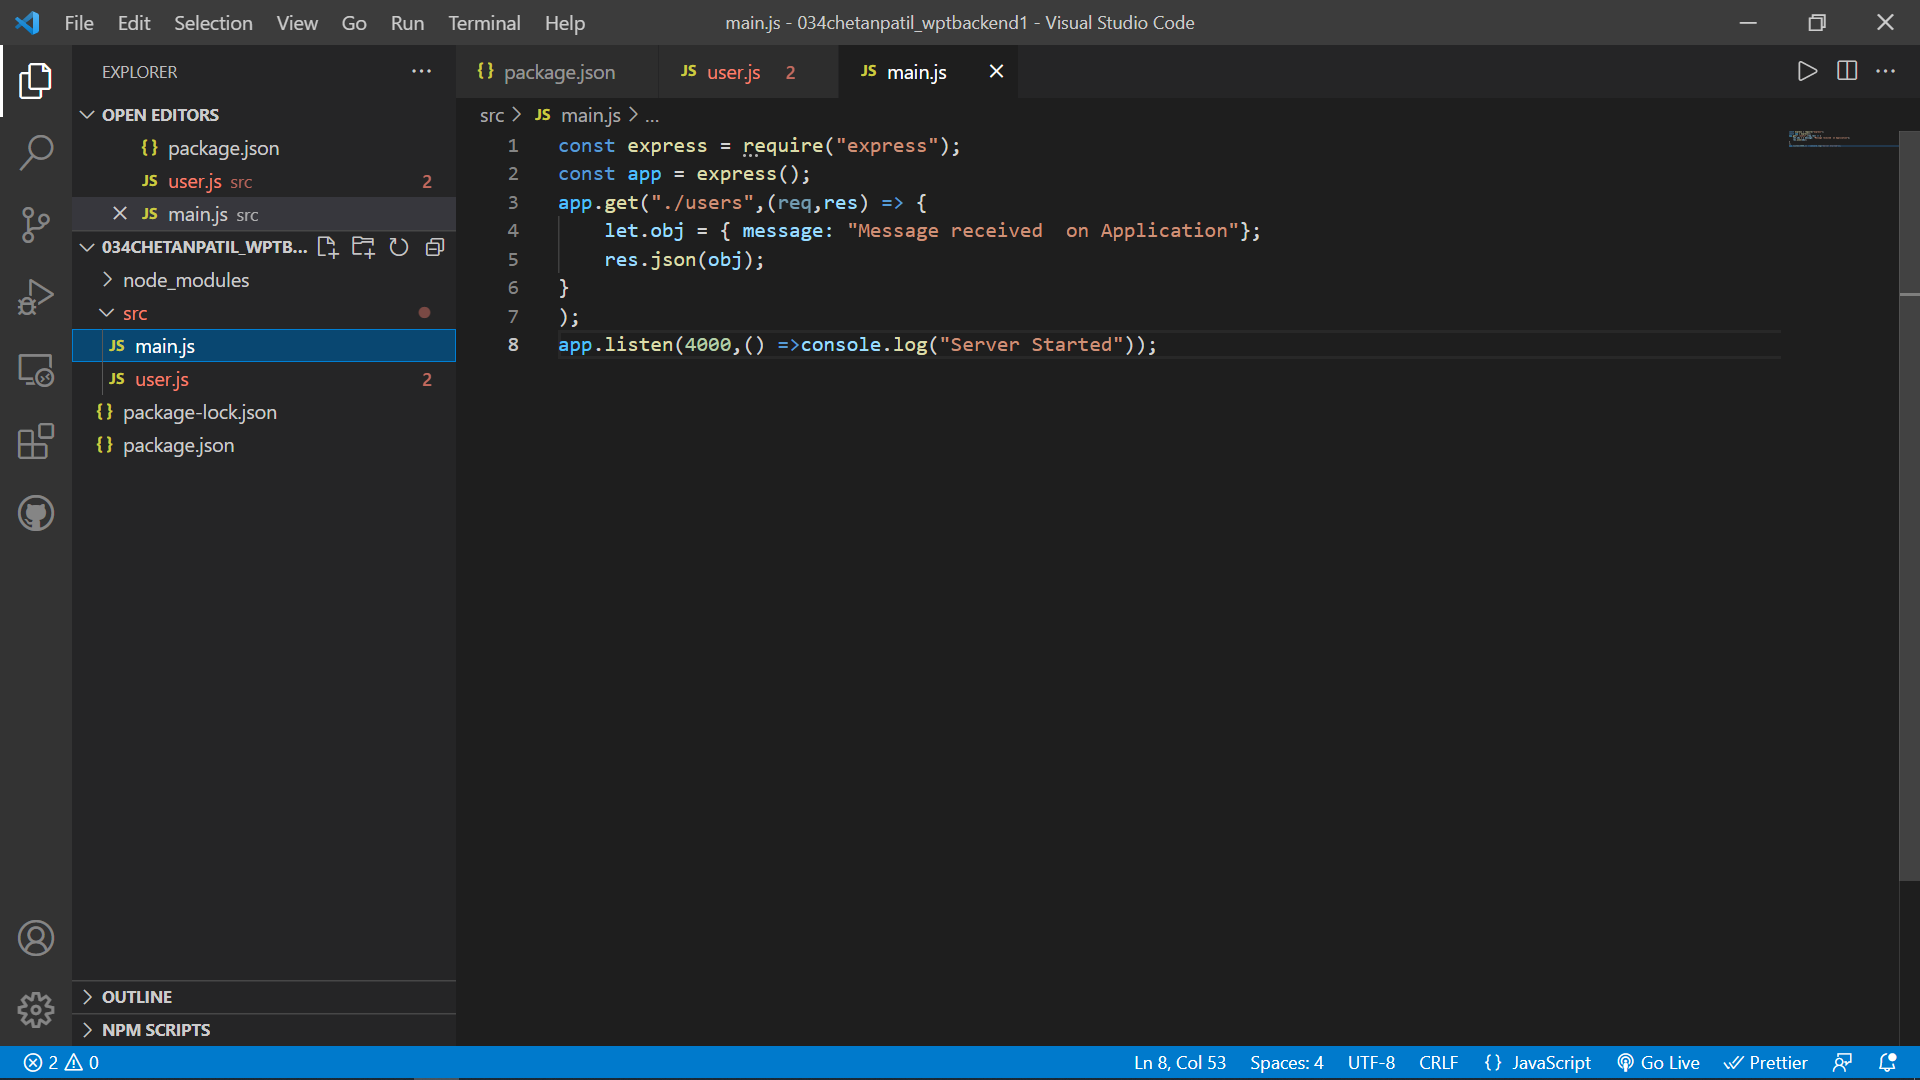 File Edit Selection View Go Run Terminal Help
main.js - 034chetanpatil_wptbackend1 - Visual Studio Code
EXPLORER
OPEN EDITORS
{} package.json
JS user.js src 2
JS main.js src
034CHETANPATIL_WPTB...
node_modules
src
JS main.js
JS user.js 2
{} package-lock.json
{} package.json
OUTLINE
NPM SCRIPTS
{} package.json
JS user.js 2
JS main.js
src > JS main.js > ...
1 const express = require("express");
2 const app = express();
3 app.get("./users",(req,res) => {
4     let.obj = { message: "Message received  on Application"};
5     res.json(obj);
6 }
7 );
8 app.listen(4000,() =>console.log("Server Started"));
2 0
Ln 8, Col 53 Spaces: 4 UTF-8 CRLF {} JavaScript Go Live Prettier